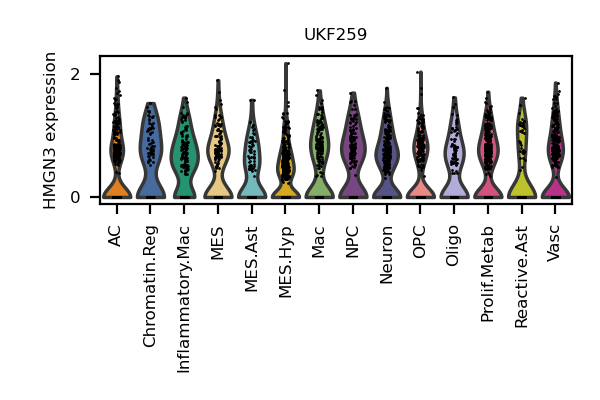 UKF259
HMGN3 expression
2
0
AC
Chromatin.Reg
Inflammatory.Mac
MES
MES.Ast
MES.Hyp
Mac
NPC
Neuron
OPC
Oligo
Prolif.Metab
Reactive.Ast
Vasc